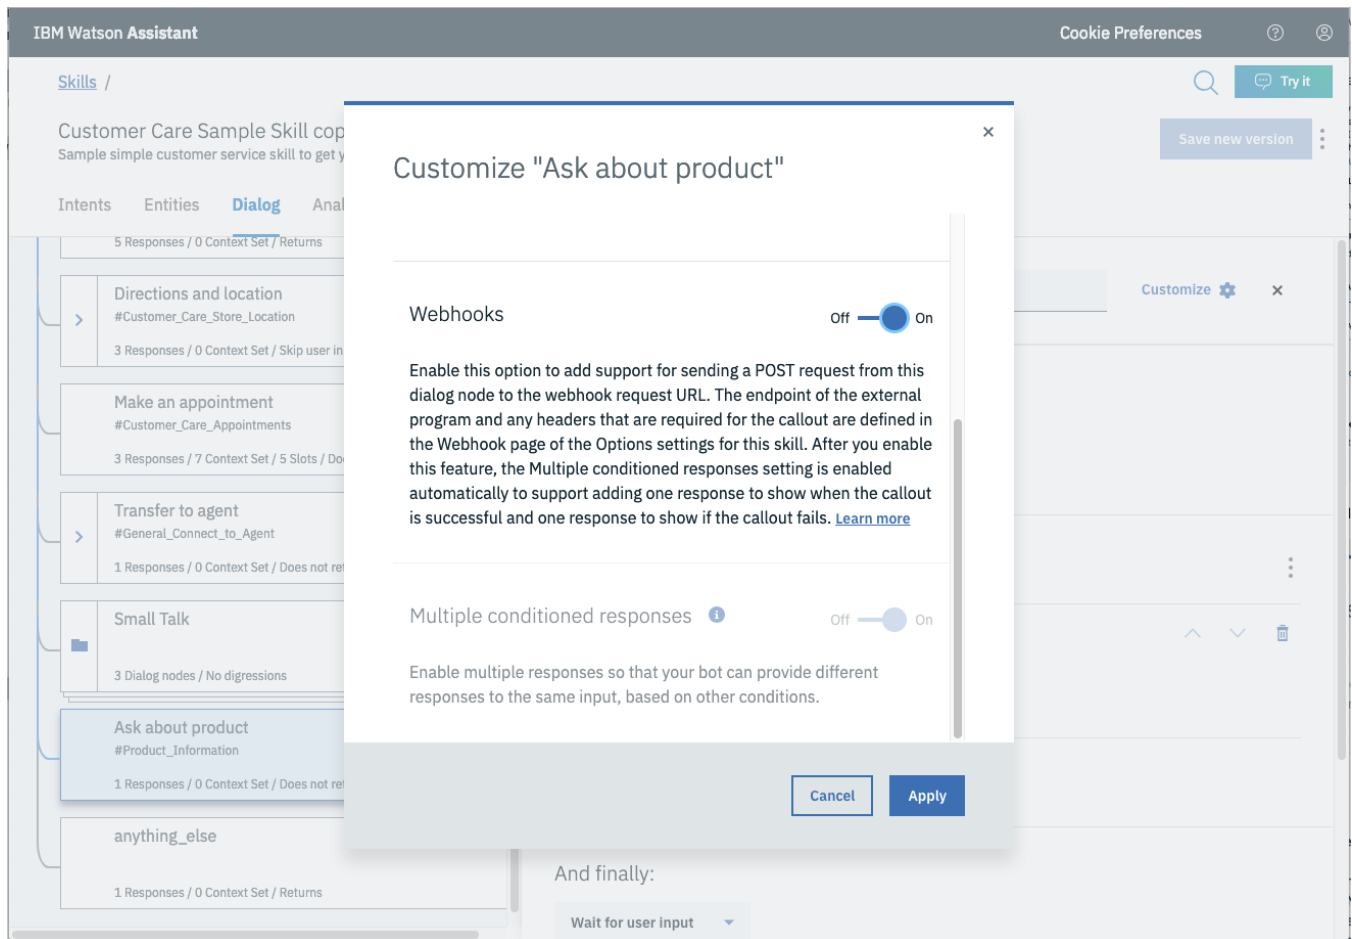 IBM Watson Assistant
Cookie Preferences
Skills /
Try it
Customer Care Sample Skill cop
Sample simple customer service skill to get y
Save new version
Intents
Entities
Dialog
Anal
5 Responses / 0 Context Set / Returns
Directions and location
#Customer_Care_Store_Location
3 Responses / 0 Context Set / Skip user in
Make an appointment
#Customer_Care_Appointments
3 Responses / 7 Context Set / 5 Slots / Do
Transfer to agent
#General_Connect_to_Agent
1 Responses / 0 Context Set / Does not ret
Small Talk
3 Dialog nodes / No digressions
Ask about product
#Product_Information
1 Responses / 0 Context Set / Does not ret
anything_else
1 Responses / 0 Context Set / Returns
Customize "Ask about product"
Webhooks
Off
On
Enable this option to add support for sending a POST request from this
dialog node to the webhook request URL. The endpoint of the external
program and any headers that are required for the callout are defined in
the Webhook page of the Options settings for this skill. After you enable
this feature, the Multiple conditioned responses setting is enabled
automatically to support adding one response to show when the callout
is successful and one response to show if the callout fails. Learn more
Multiple conditioned responses
Off
On
Enable multiple responses so that your bot can provide different
responses to the same input, based on other conditions.
Cancel
Apply
Customize
And finally:
Wait for user input